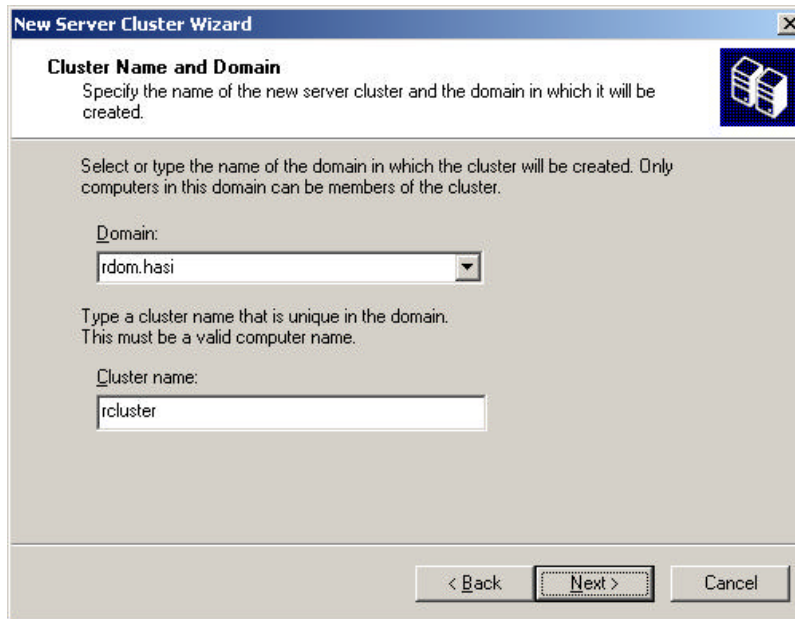 New Server Cluster Wizard
Cluster Name and Domain
Specify the name of the new server cluster and the domain in which it will be
created.
Select or type the name of the domain in which the cluster will be created. Only
computers in this domain can be members of the cluster.
Domain:
rdom.hasi
Type a cluster name that is unique in the domain.
This must be a valid computer name.
Cluster name:
rcluster
< Back Next > Cancel